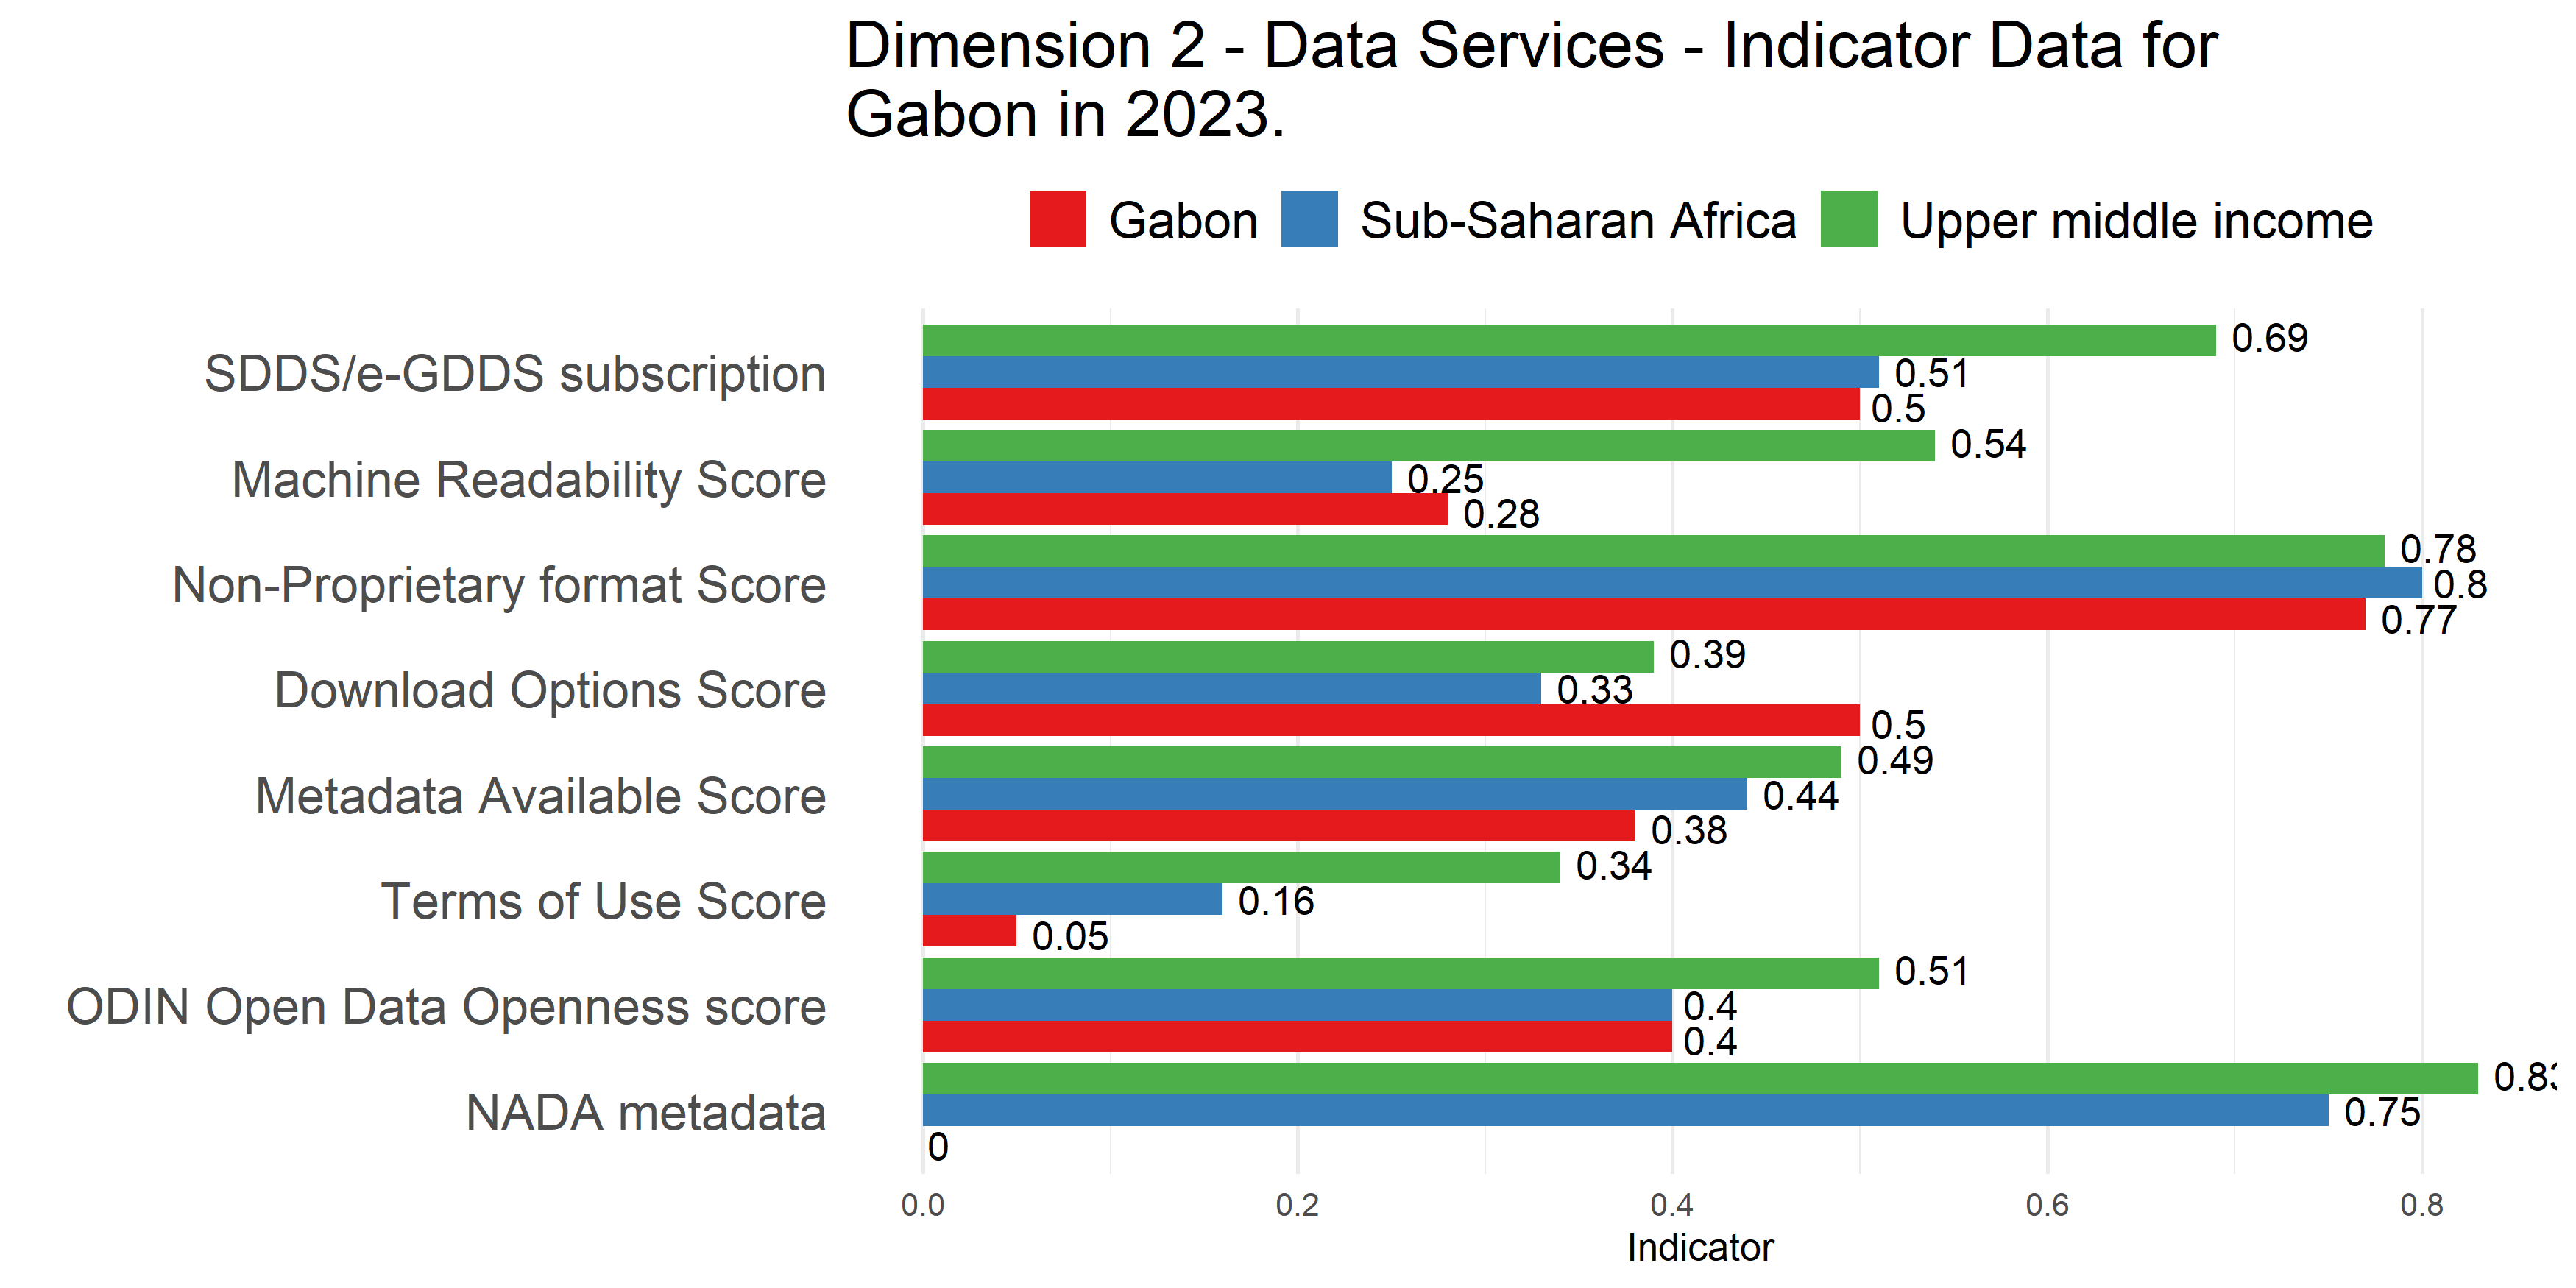 Dimension 2 - Data Services - Indicator Data for
Gabon in 2023.
Gabon Sub-Saharan Africa Upper middle income
SDDS/e-GDDS subscription
0.69
0.51
0.5
Machine Readability Score
0.54
0.25
0.28
Non-Proprietary format Score
0.78
0.8
0.77
Download Options Score
0.39
0.33
0.5
Metadata Available Score
0.49
0.44
0.38
Terms of Use Score
0.34
0.16
0.05
ODIN Open Data Openness score
0.51
0.4
0.4
NADA metadata
0.83
0.75
0
0.0 0.2 0.4 0.6 0.8
Indicator